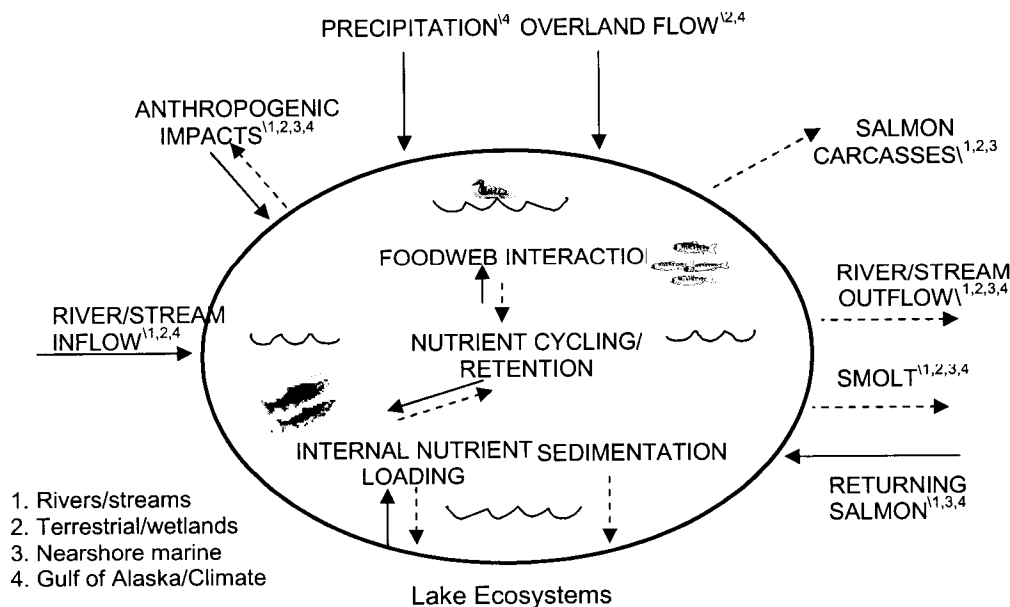 PRECIPITATION\4 OVERLAND FLOW\2,4
ANTHROPOGENIC
IMPACTS\1,2,3,4
SALMON
CARCASSES\1,2,3
FOODWEB INTERACTIO
RIVER/STREAM
OUTFLOW\1,2,3,4
RIVER/STREAM
INFLOW\1,2,4
NUTRIENT CYCLING/
RETENTION
SMOLT\1,2,3,4
INTERNAL NUTRIENT
LOADING
SEDIMENTATION
RETURNING
SALMON\1,3,4
1. Rivers/streams
2. Terrestrial/wetlands
3. Nearshore marine
4. Gulf of Alaska/Climate
Lake Ecosystems